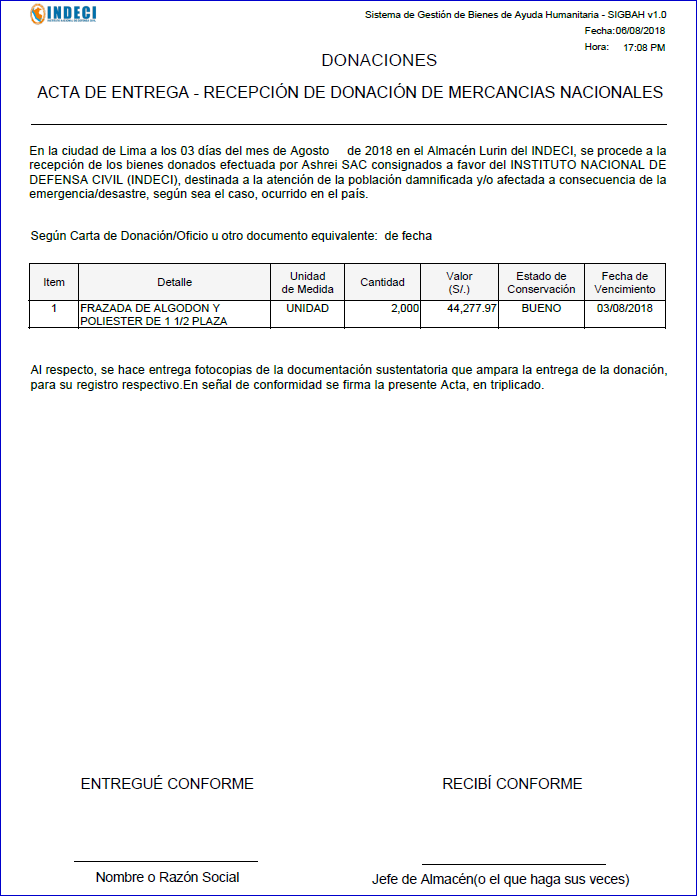 INDECI
Sistema de Gestión de Bienes de Ayuda Humanitaria - SIGBAH v1.0
Fecha:06/08/2018
Hora: 17:08 PM
DONACIONES
ACTA DE ENTREGA - RECEPCIÓN DE DONACIÓN DE MERCANCIAS NACIONALES
En la ciudad de Lima a los 03 días del mes de Agosto de 2018 en el Almacén Lurin del INDECI, se procede a la
recepción de los bienes donados efectuada por Ashrei SAC consignados a favor del INSTITUTO NACIONAL DE
DEFENSA CIVIL (INDECI), destinada a la atención de la población damnificada y/o afectada a consecuencia de la
emergencia/desastre, según sea el caso, ocurrido en el país.
Según Carta de Donación/Oficio u otro documento equivalente: de fecha
Item Detalle Unidad de Medida Cantidad Valor (S/.) Estado de Conservación Fecha de Vencimiento
1 FRAZADA DE ALGODON Y UNIDAD 2,000 44,277.97 BUENO 03/08/2018
POLIESTER DE 1 1/2 PLAZA
Al respecto, se hace entrega fotocopias de la documentación sustentatoria que ampara la entrega de la donación,
para su registro respectivo.En señal de conformidad se firma la presente Acta, en triplicado.
ENTREGUÉ CONFORME RECIBÍ CONFORME
Nombre o Razón Social Jefe de Almacén(o el que haga sus veces)